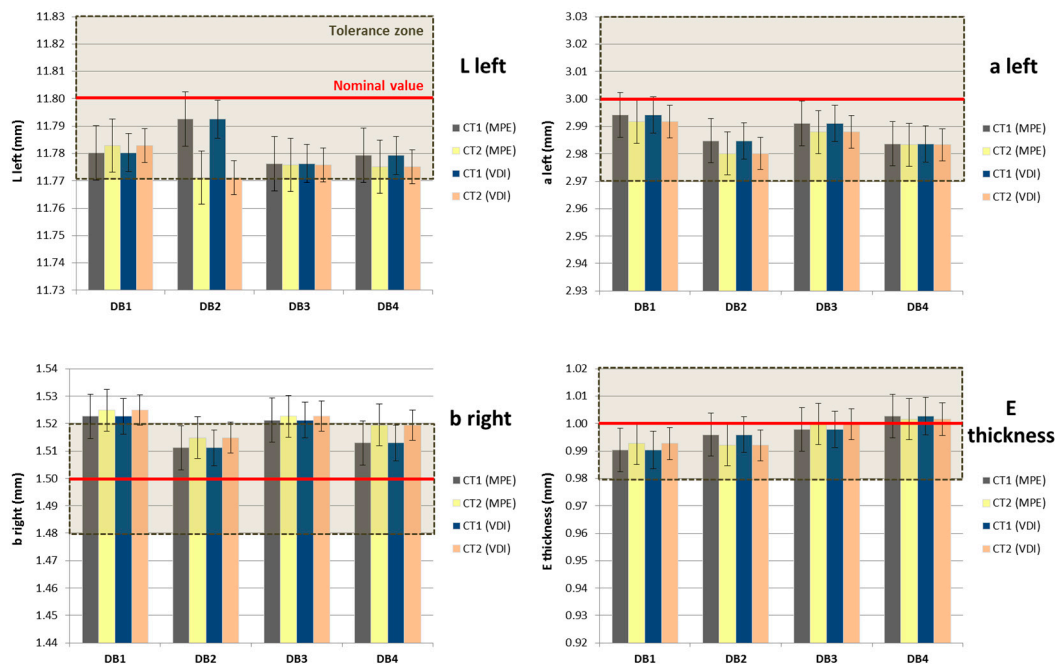 11.83
11.82
11.81
11.80
11.79
11.78
11.77
11.76
11.75
11.74
11.73
L left (mm)
Tolerance zone
Nominal value
DB1 DB2 DB3 DB4
L left
CT1 (MPE)
CT2 (MPE)
CT1 (VDI)
CT2 (VDI)
3.03
3.02
3.01
3.00
2.99
2.98
2.97
2.96
2.95
2.94
2.93
a left (mm)
DB1 DB2 DB3 DB4
a left
CT1 (MPE)
CT2 (MPE)
CT1 (VDI)
CT2 (VDI)
1.54
1.53
1.52
1.51
1.50
1.49
1.48
1.47
1.46
1.45
1.44
b right (mm)
DB1 DB2 DB3 DB4
b right
CT1 (MPE)
CT2 (MPE)
CT1 (VDI)
CT2 (VDI)
1.02
1.01
1.00
0.99
0.98
0.97
0.96
0.95
0.94
0.93
0.92
E thickness (mm)
DB1 DB2 DB3 DB4
E
thickness
CT1 (MPE)
CT2 (MPE)
CT1 (VDI)
CT2 (VDI)